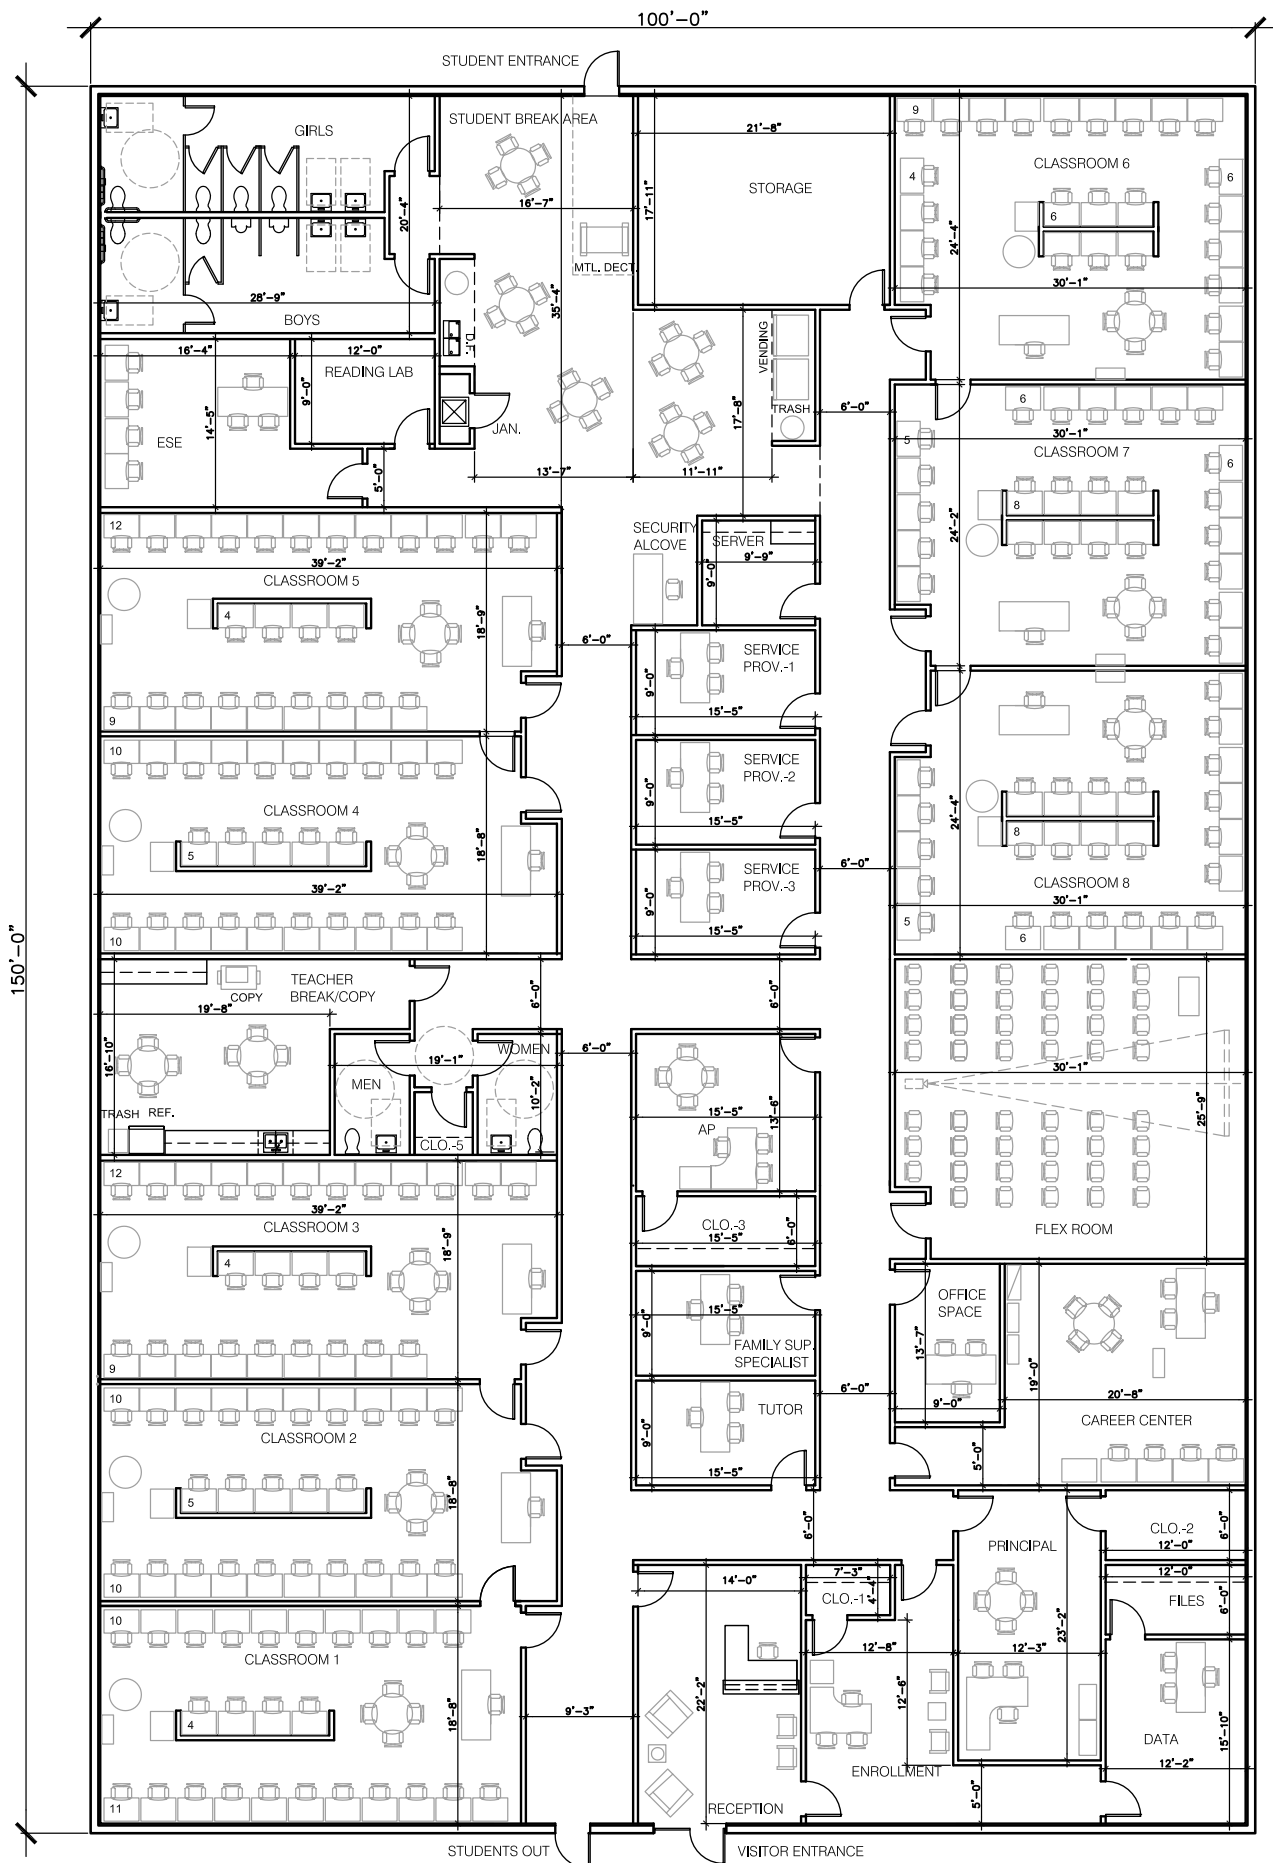 100'-0"
STUDENT ENTRANCE
GIRLS
STUDENT BREAK AREA
21'-8"
9
CLASSROOM 6
STORAGE
4
6
16'-7"
17'-11"
20'-4"
6
24'-4"
MTL. DECT.
28'-9"
35'-4"
30'-1"
BOYS
D.F.
VENDING
16'-4"
12'-0"
READING LAB
9'-0"
TRASH
6'-0"
6
17'-8"
14'-5"
ESE
JAN.
5
30'-1"
CLASSROOM 7
6
5'-0"
13'-7"
11'-11"
8
24'-2"
12
SECURITY
ALCOVE
SERVER
9'-9"
39'-2"
CLASSROOM 5
9'-0"
4
18'-9"
6'-0"
SERVICE
PROV.-1
9'-0"
15'-5"
9
10
SERVICE
PROV.-2
9'-0"
CLASSROOM 4
15'-5"
24'-4"
5
18'-8"
8
SERVICE
PROV.-3
6'-0"
9'-0"
CLASSROOM 8
39'-2"
30'-1"
15'-5"
5
6
10
150'-0"
TEACHER
BREAK/COPY
COPY
19'-8"
6'-0"
6'-0"
16'-10"
WOMEN
6'-0"
19'-1"
30'-1"
MEN
10'-2"
15'-5"
13'-6"
25'-9"
TRASH
REF.
AP
CLO.-5
12
39'-2"
CLASSROOM 3
CLO.-3
6'-0"
FLEX ROOM
15'-5"
18'-9"
4
OFFICE
SPACE
15'-5"
9'-0"
FAMILY SUP.
SPECIALIST
13'-7"
19'-0"
9
10
6'-0"
20'-8"
9'-0"
CLASSROOM 2
TUTOR
9'-0"
CAREER CENTER
15'-5"
5'-0"
5
18'-8"
6'-0"
CLO.-2
6'-0"
PRINCIPAL
12'-0"
10
14'-0"
7'-3"
12'-0"
CLO.-1
4'-4"
FILES
6'-0"
10
CLASSROOM 1
12'-8"
12'-3"
23'-2"
4
18'-8"
9'-3"
22'-2"
12'-6"
DATA
15'-10"
12'-2"
ENROLLMENT
11
RECEPTION
5'-0"
STUDENTS OUT
VISITOR ENTRANCE